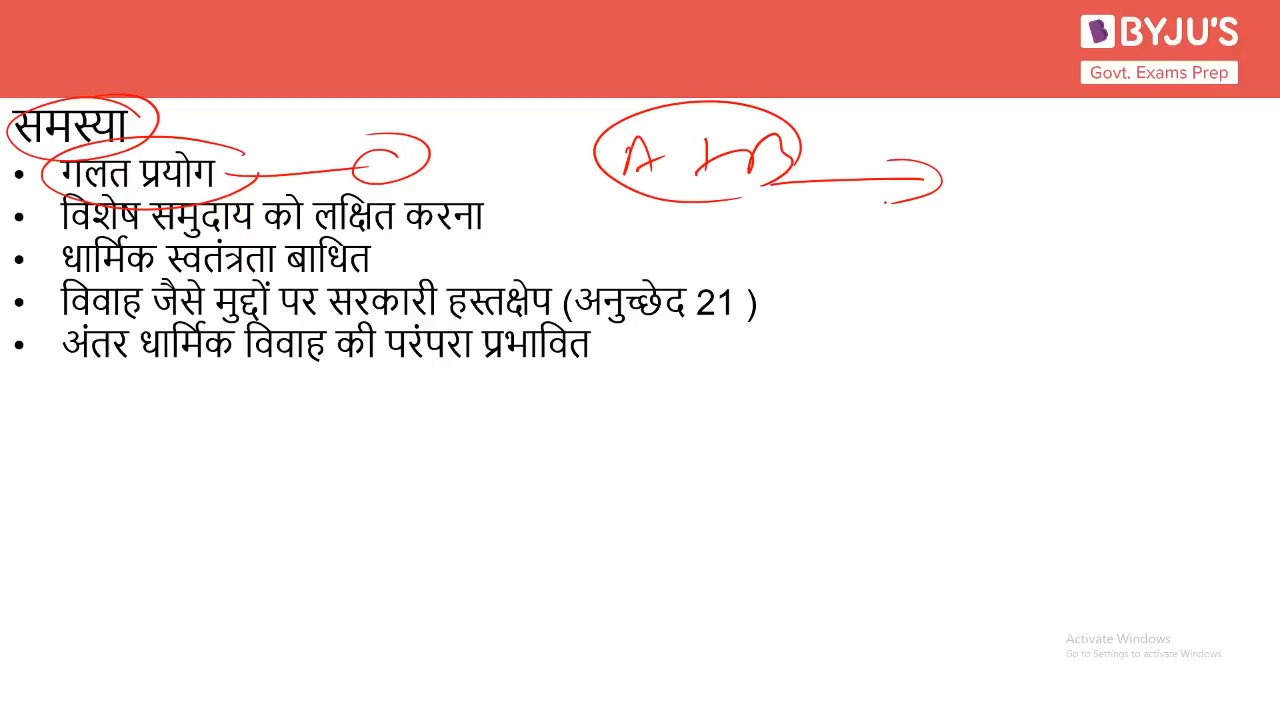 BYJU'S
Govt. Exams Prep
समस्या
• गलत प्रयोग
• विशेष समुदाय को लक्षित करना
• धार्मिक स्वतंत्रता बाधित
• विवाह जैसे मुद्दों पर सरकारी हस्तक्षेप (अनुच्छेद 21 )
• अंतर धार्मिक विवाह की परंपरा प्रभावित
A + B
Activate Windows
Go to Settings to activate Windows.